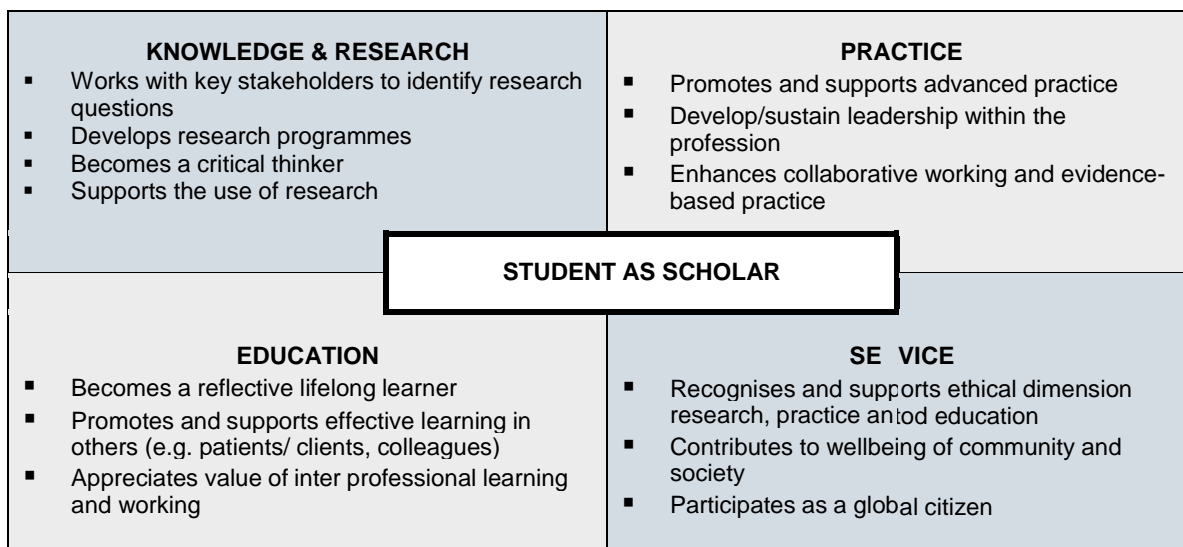 KNOWLEDGE & RESEARCH
▪ Works with key stakeholders to identify research
questions
▪ Develops research programmes
▪ Becomes a critical thinker
▪ Supports the use of research
PRACTICE
▪ Promotes and supports advanced practice
▪ Develop/sustain leadership within the
profession
▪ Enhances collaborative working and evidence-
based practice
STUDENT AS SCHOLAR
EDUCATION
▪ Becomes a reflective lifelong learner
▪ Promotes and supports effective learning in
others (e.g. patients/ clients, colleagues)
▪ Appreciates value of inter professional learning
and working
SE VICE
▪ Recognises and supports ethical dimension
research, practice antod education
▪ Contributes to wellbeing of community and
society
▪ Participates as a global citizen